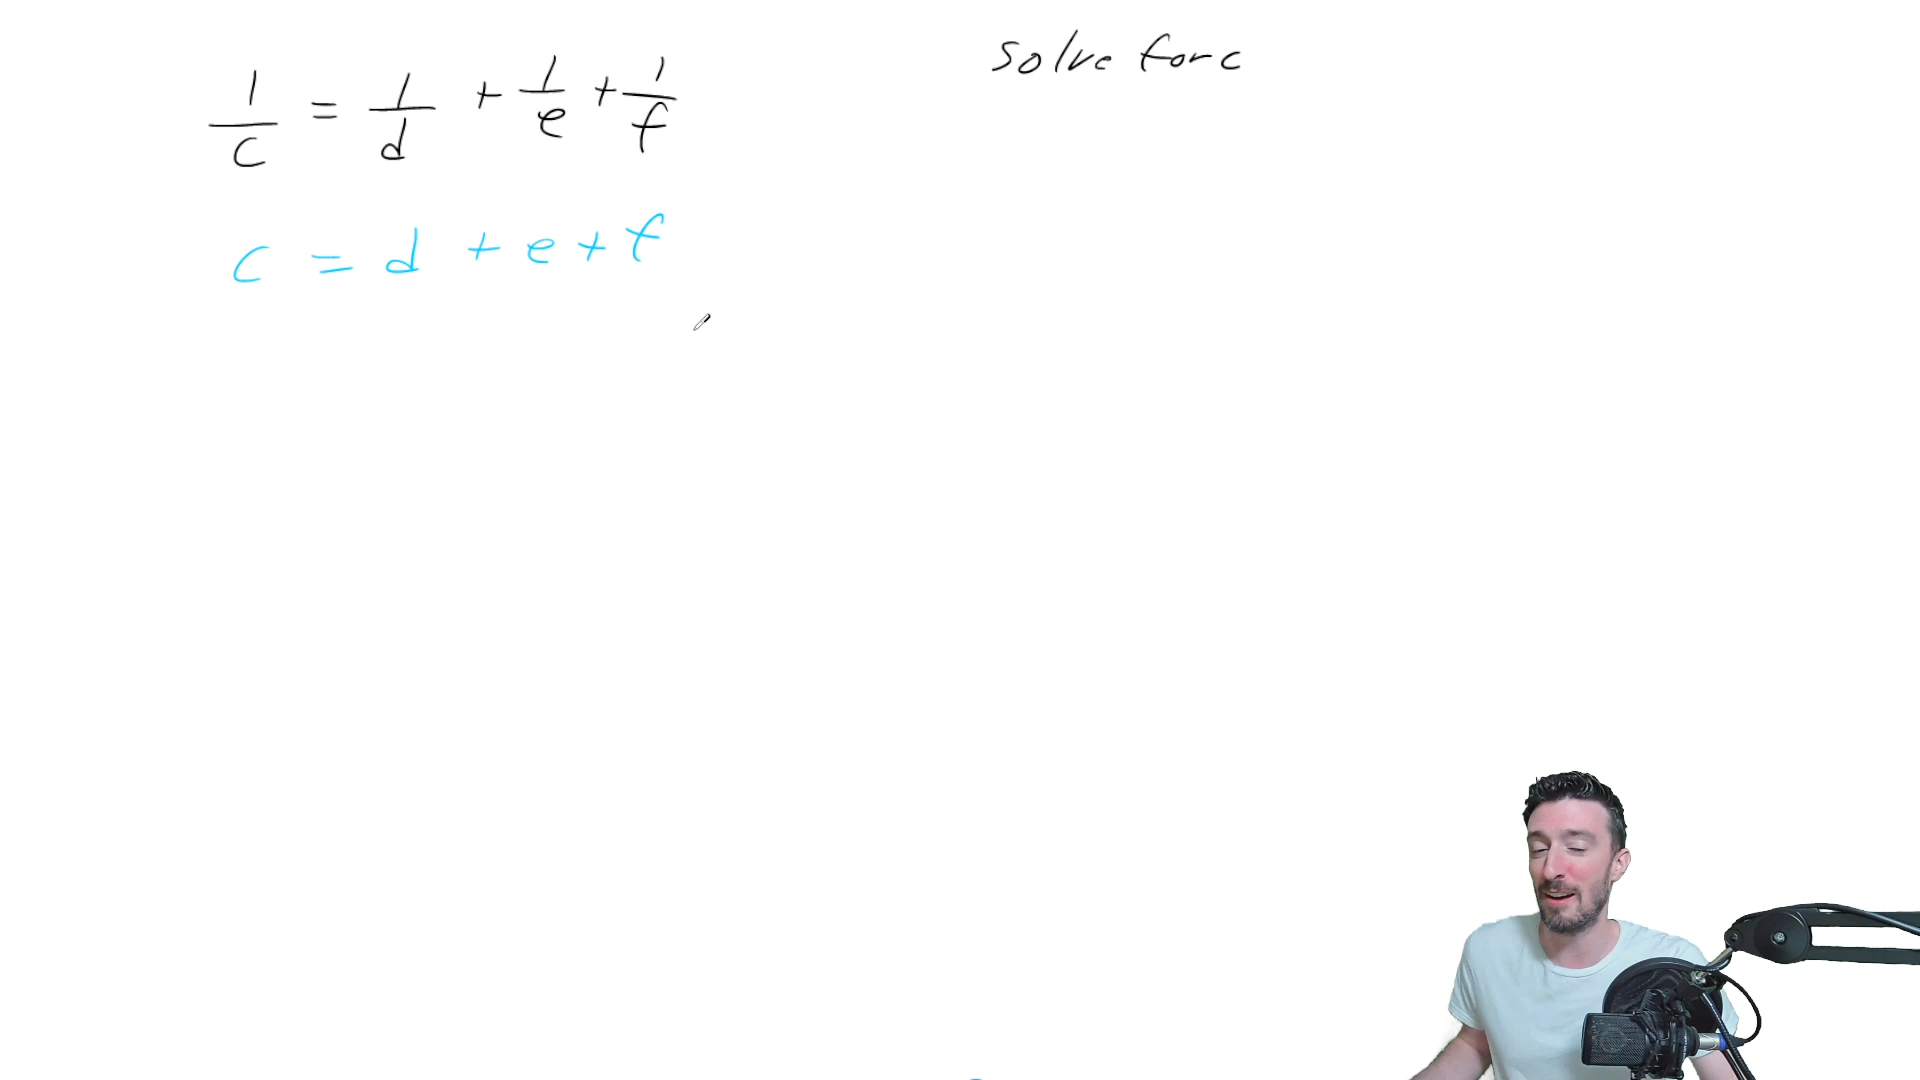 1/c = 1/d + 1/e + 1/f
solve for c
c = d + e + f